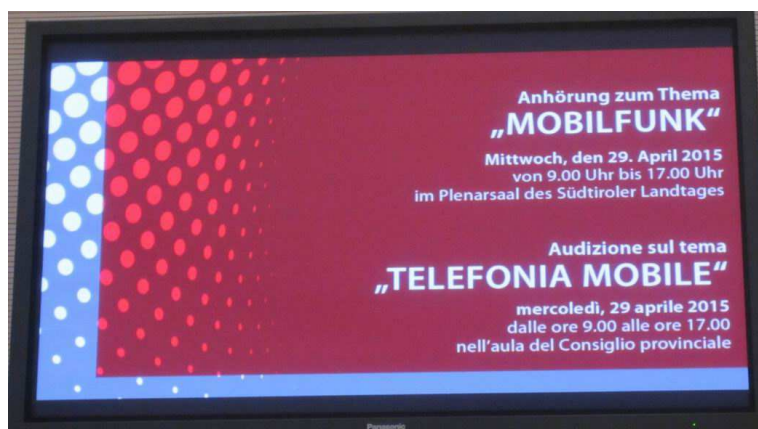 Anhörung zum Thema
„MOBILFUNK“
Mittwoch, den 29. April 2015
von 9.00 Uhr bis 17.00 Uhr
im Plenarsaal des Südtiroler Landtages
Audizione sul tema
„TELEFONIA MOBILE“
mercoledì, 29 aprile 2015
dalle ore 9.00 alle ore 17.00
nell'aula del Consiglio provinciale
Panasonic